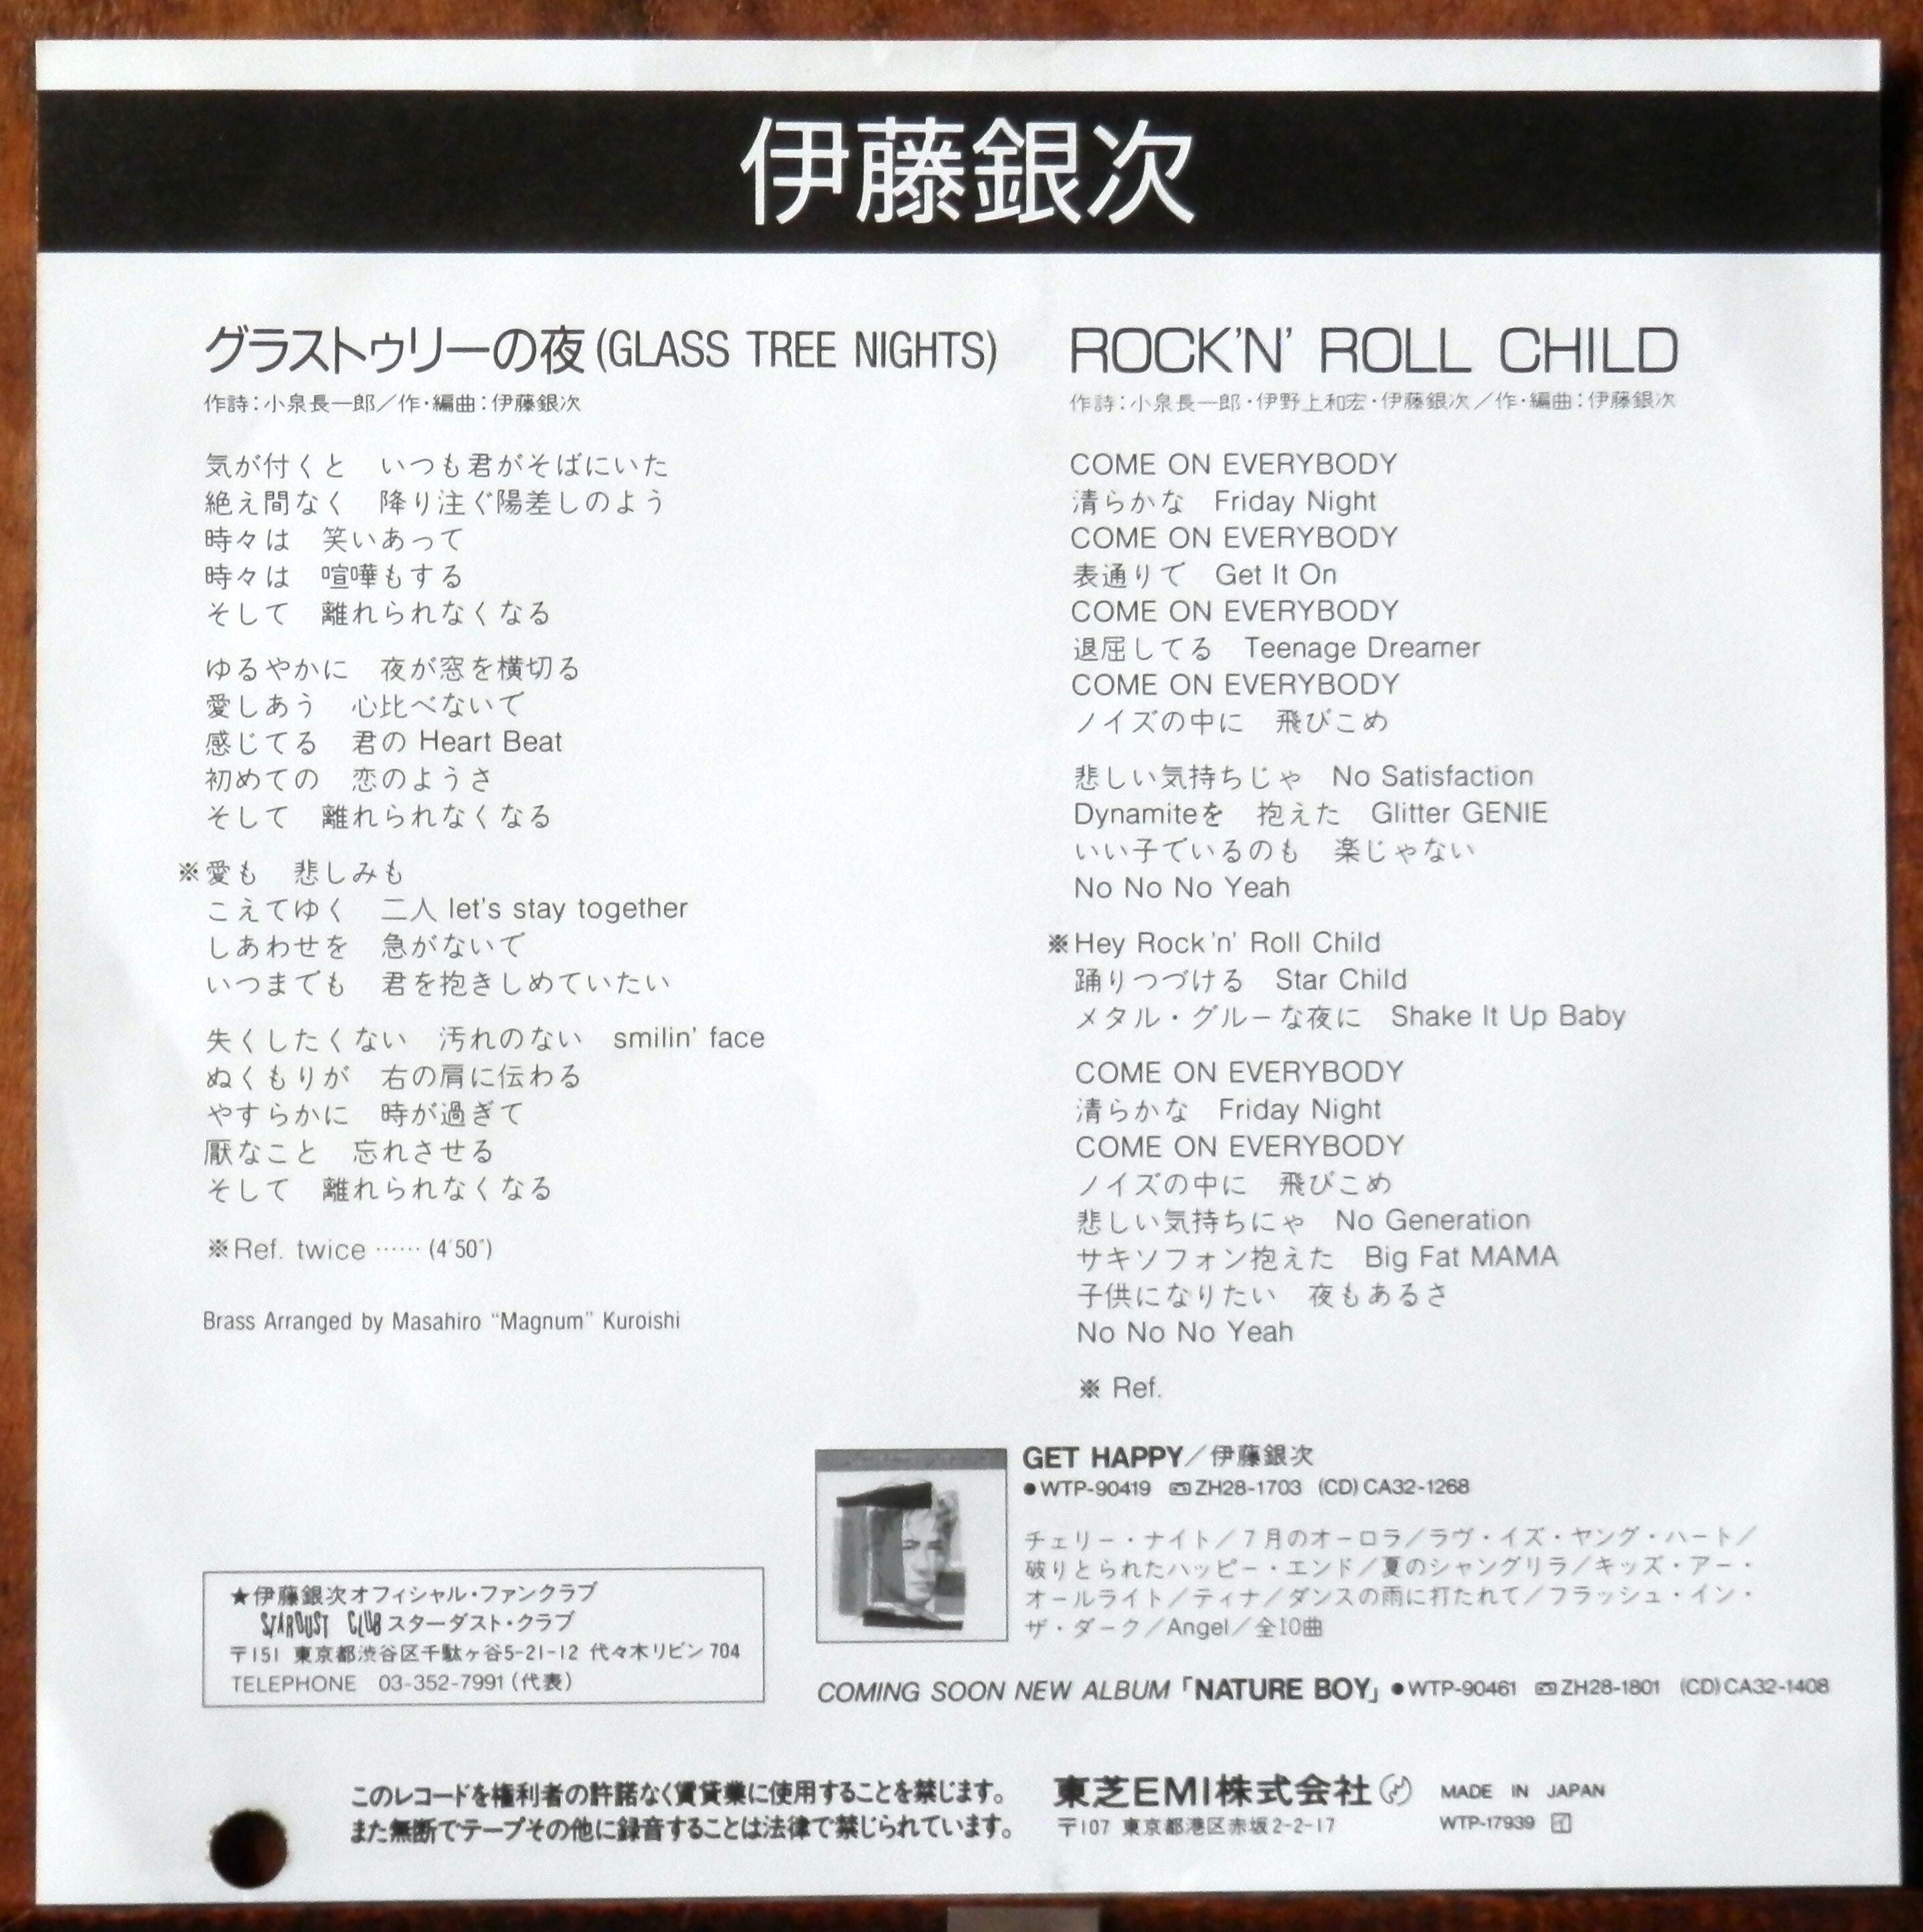 伊藤銀次
グラストゥリーの夜 (GLASS TREE NIGHTS)
作詩：小泉長一郎／作・編曲：伊藤銀次
気が付くと　いつも君がそばにいた
絶え間なく　降り注ぐ陽差しのよう
時々は　笑いあって
時々は　喧嘩もする
そして　離れられなくなる
ゆるやかに　夜が窓を横切る
愛しあう　心比べないで
感じてる　君の Heart Beat
初めての　恋のようさ
そして　離れられなくなる
※愛も　悲しみも
こえてゆく　二人 let's stay together
しあわせを　急がないで
いつまでも　君を抱きしめていたい
失くしたくない　汚れのない　smilin' face
ぬくもりが　右の肩に伝わる
やすらかに　時が過ぎて
厭なこと　忘れさせる
そして　離れられなくなる
※Ref. twice …… (4'50")
Brass Arranged by Masahiro “Magnum” Kuroishi
ROCK'N' ROLL CHILD
作詩：小泉長一郎・伊野上和宏・伊藤銀次／作・編曲：伊藤銀次
COME ON EVERYBODY
清らかな　Friday Night
COME ON EVERYBODY
表通りで　Get It On
COME ON EVERYBODY
退屈してる　Teenage Dreamer
COME ON EVERYBODY
ノイズの中に　飛びこめ
悲しい気持ちじゃ　No Satisfaction
Dynamiteを　抱えた　Glitter GENIE
いい子でいるのも　楽じゃない
No No No Yeah
※Hey Rock 'n' Roll Child
踊りつづける　Star Child
メタル・グルーな夜に　Shake It Up Baby
COME ON EVERYBODY
清らかな　Friday Night
COME ON EVERYBODY
ノイズの中に　飛びこめ
悲しい気持ちにゃ　No Generation
サキソフォン抱えた　Big Fat MAMA
子供になりたい　夜もあるさ
No No No Yeah
※ Ref.
GET HAPPY／伊藤銀次
●WTP-90419　ZH28-1703　(CD) CA32-1268
チェリー・ナイト／7月のオーロラ／ラヴ・イズ・ヤング・ハート／
破りとられたハッピー・エンド／夏のシャングリラ／キッズ・アー・
オールライト／ティナ／ダンスの雨に打たれて／フラッシュ・イン・
ザ・ダーク／Angel／全10曲
COMING SOON NEW ALBUM「NATURE BOY」●WTP-90461　ZH28-1801　(CD) CA32-1408
★伊藤銀次オフィシャル・ファンクラブ
STARDUST CLUB スターダスト・クラブ
〒151 東京都渋谷区千駄ヶ谷5-21-12 代々木リビン 704
TELEPHONE　03-352-7991（代表）
このレコードを権利者の許諾なく賃貸業に使用することを禁じます。
また無断でテープその他に録音することは法律で禁じられています。
東芝EMI株式会社
〒107 東京都港区赤坂2-2-17
MADE IN JAPAN
WTP-17939 イ